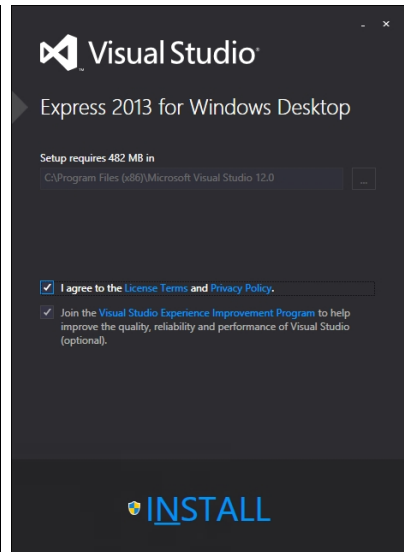 Visual Studio
Express 2013 for Windows Desktop
Setup requires 482 MB in
C:\Program Files (x86)\Microsoft Visual Studio 12.0
...
I agree to the License Terms and Privacy Policy.
Join the Visual Studio Experience Improvement Program to help
improve the quality, reliability and performance of Visual Studio
(optional).
INSTALL